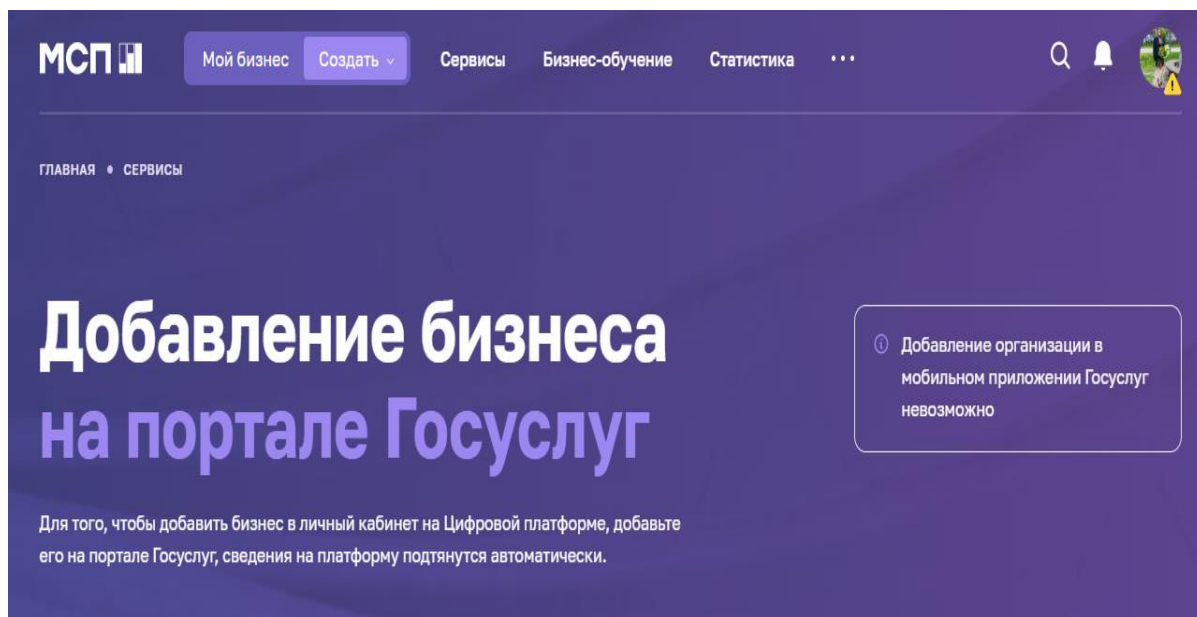 МСП
Мой бизнес Создать Сервисы Бизнес-обучение Статистика ...
ГЛАВНАЯ • СЕРВИСЫ
Добавление бизнеса
на портале Госуслуг
Для того, чтобы добавить бизнес в личный кабинет на Цифровой платформе, добавьте
его на портале Госуслуг, сведения на платформу подтянутся автоматически.
Добавление организации в
мобильном приложении Госуслуг
невозможно